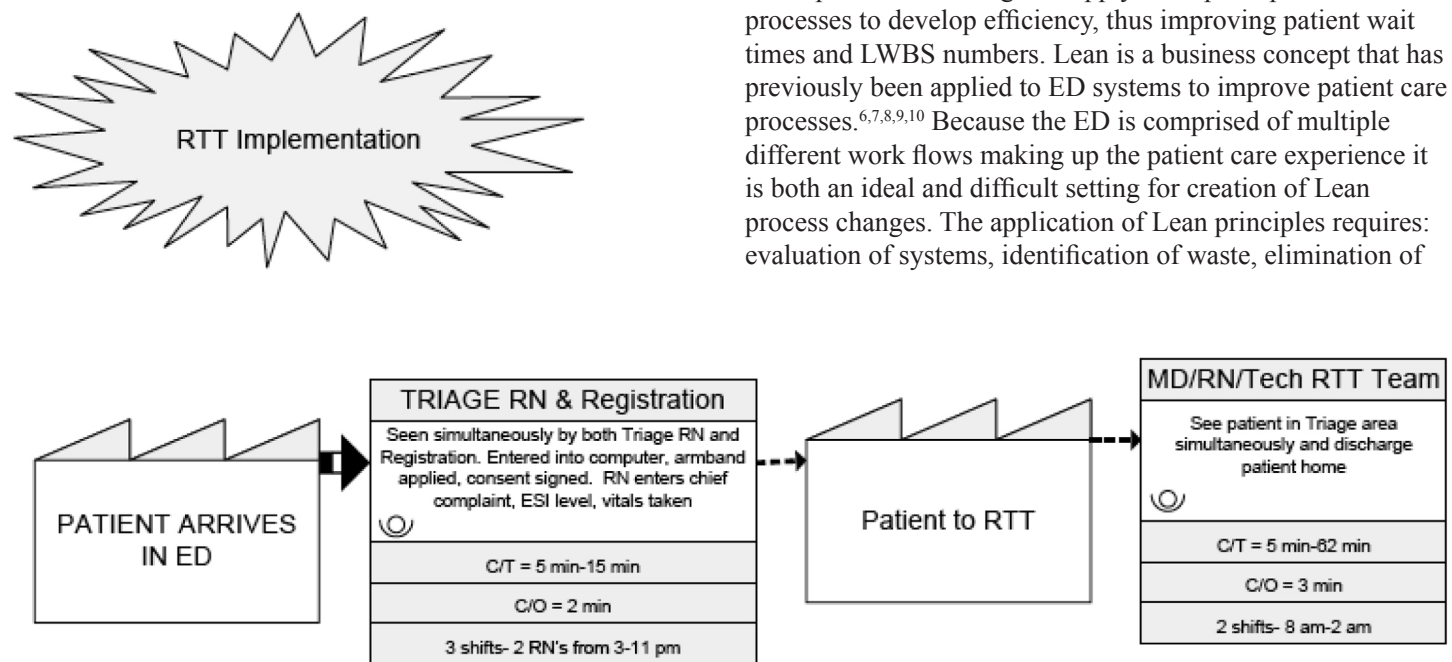 RTT Implementation
processes to develop efficiency, thus improving patient wait
times and LWBS numbers. Lean is a business concept that has
previously been applied to ED systems to improve patient care
processes.6,7,8,9,10 Because the ED is comprised of multiple
different work flows making up the patient care experience it
is both an ideal and difficult setting for creation of Lean
process changes. The application of Lean principles requires:
evaluation of systems, identification of waste, elimination of
PATIENT ARRIVES
IN ED
TRIAGE RN & Registration
Seen simultaneously by both Triage RN and
Registration. Entered into computer, armband
applied, consent signed. RN enters chief
complaint, ESI level, vitals taken
C/T = 5 min-15 min
C/O = 2 min
3 shifts- 2 RN's from 3-11 pm
Patient to RTT
MD/RN/Tech RTT Team
See patient in Triage area
simultaneously and discharge
patient home
C/T = 5 min-62 min
C/O = 3 min
2 shifts- 8 am-2 am